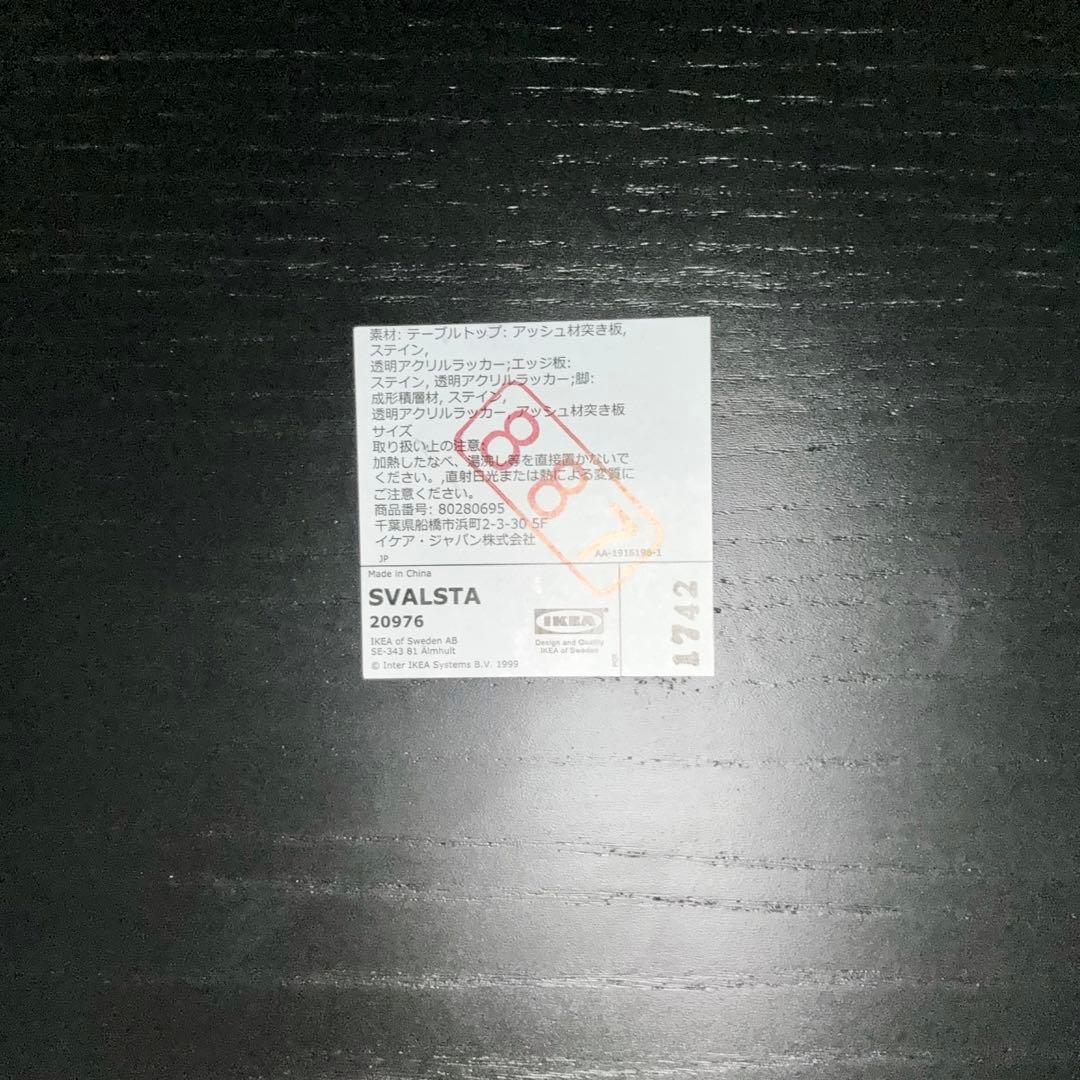 素材: テーブルトップ: アッシュ材突き板,
ステイン,
透明アクリルラッカー;エッジ板:
ステイン, 透明アクリルラッカー;脚:
成形積層材, ステイン,
透明アクリルラッカー, アッシュ材突き板
サイズ
取り扱い上の注意:
加熱したなべ、湯沸し等を直接置かないで
ください。,直射日光または熱による変質に
ご注意ください。
商品番号: 80280695
千葉県船橋市浜町2-3-30 5F
イケア・ジャパン株式会社
JP
AA-1916196-1
887
Made in China
SVALSTA
20976
IKEA of Sweden AB
SE-343 81 Älmhult
© Inter IKEA Systems B.V. 1999
IKEA
Design and Quality
IKEA of Sweden
1742